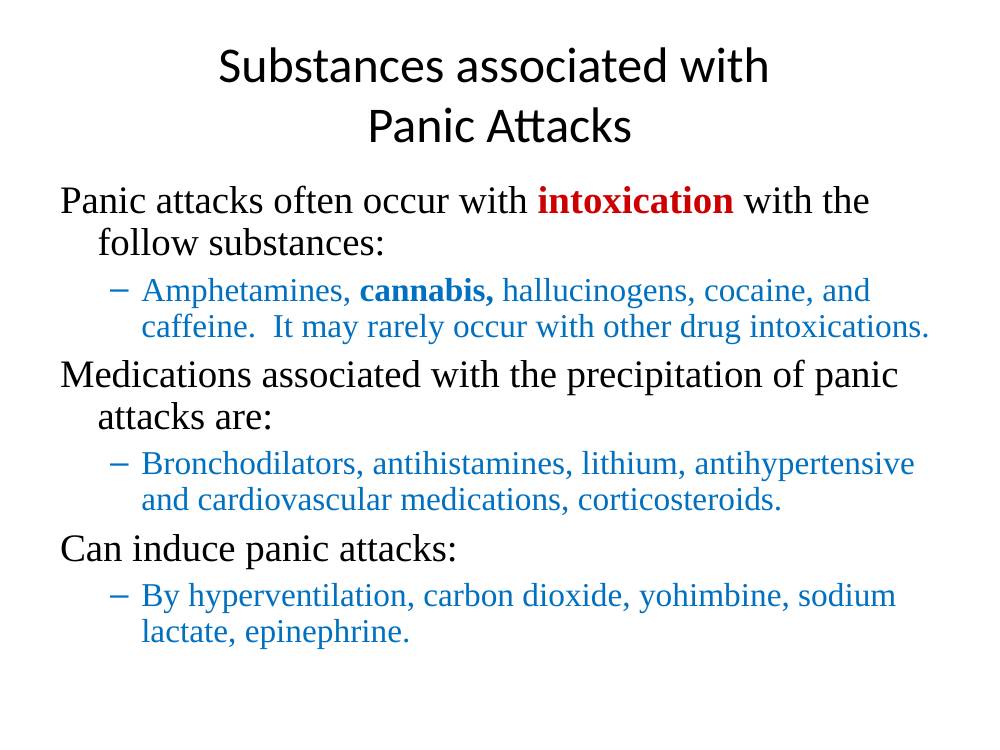 Substances associated with
Panic Attacks
Panic attacks often occur with intoxication with the
follow substances:
– Amphetamines, cannabis, hallucinogens, cocaine, and
caffeine.  It may rarely occur with other drug intoxications.
Medications associated with the precipitation of panic
attacks are:
– Bronchodilators, antihistamines, lithium, antihypertensive
and cardiovascular medications, corticosteroids.
Can induce panic attacks:
– By hyperventilation, carbon dioxide, yohimbine, sodium
lactate, epinephrine.